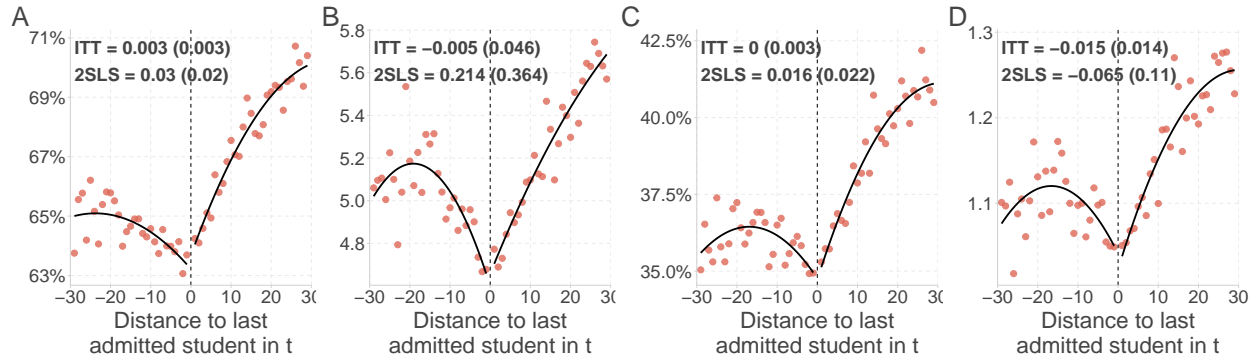 A
71%
69%
67%
65%
63%
ITT = 0.003 (0.003)
2SLS = 0.03 (0.02)
−30 −20 −10 0 10 20 30
Distance to last
admitted student in t
B
5.8
5.6
5.4
5.2
5.0
4.8
ITT = −0.005 (0.046)
2SLS = 0.214 (0.364)
−30 −20 −10 0 10 20 30
Distance to last
admitted student in t
C
42.5%
40.0%
37.5%
35.0%
ITT = 0 (0.003)
2SLS = 0.016 (0.022)
−30 −20 −10 0 10 20 30
Distance to last
admitted student in t
D
1.3
1.2
1.1
ITT = −0.015 (0.014)
2SLS = −0.065 (0.11)
−30 −20 −10 0 10 20 30
Distance to last
admitted student in t